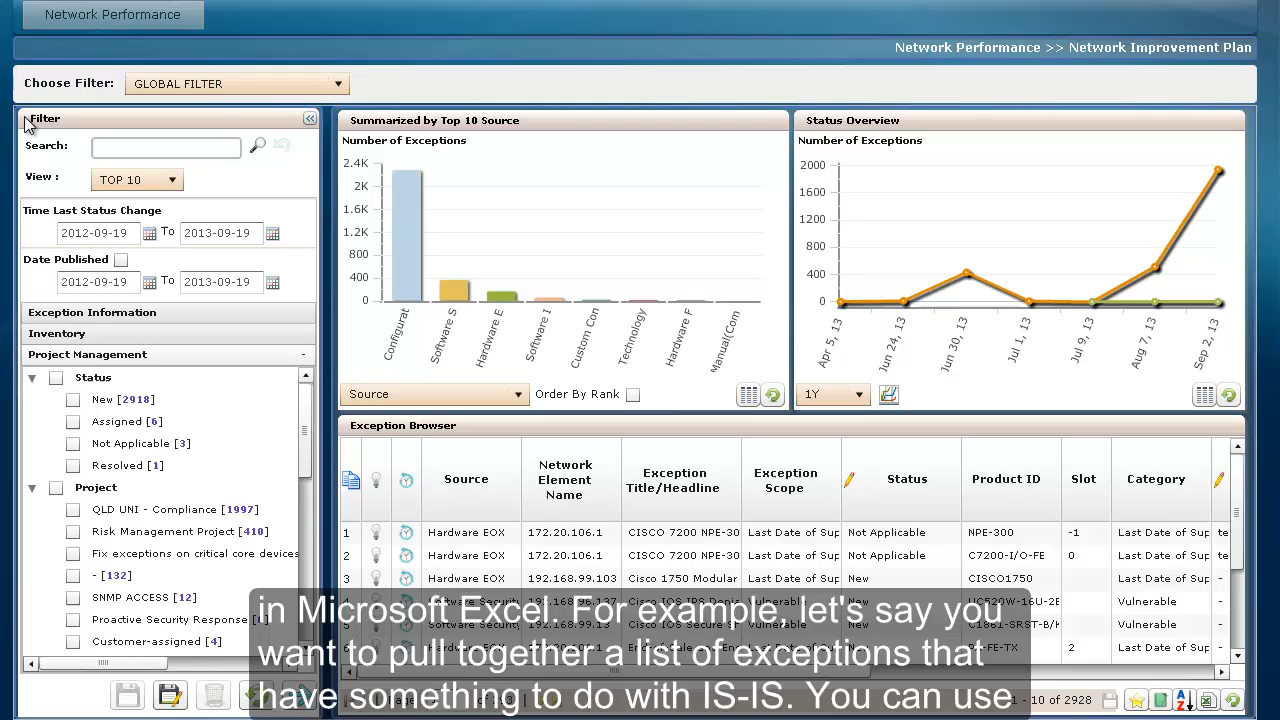 Network Performance
Network Performance >> Network Improvement Plan
Choose Filter: GLOBAL FILTER
Filter
Search:
View : TOP 10
Time Last Status Change
2012-09-19 To 2013-09-19
Date Published
2012-09-19 To 2013-09-19
Exception Information
Inventory
Project Management -
Status
New [2918]
Assigned [6]
Not Applicable [3]
Resolved [1]
Project
QLD UNI - Compliance [1997]
Risk Management Project [410]
Fix exceptions on critical core devices
- [132]
SNMP ACCESS [12]
Proactive Security Response
Customer-assigned [4]
Summarized by Top 10 Source
Number of Exceptions
2.4K
2K
1.6K
1.2K
800
400
0
Configurat
Software S
Hardware E
Software I
Custom Con
Technology
Hardware F
Manual(Com
Source Order By Rank
Status Overview
Number of Exceptions
2000
1600
1200
800
400
0
Apr 5, 13
Jun 24, 13
Jun 30, 13
Jul 1, 13
Jul 9, 13
Aug 7, 13
Sep 2, 13
1Y
Exception Browser
Source Network Element Name Exception Title/Headline Exception Scope Status Product ID Slot Category
1 Hardware EOX 172.20.106.1 CISCO 7200 NPE-30 Last Date of Sup Not Applicable NPE-300 -1 Last Date of Sup te
2 Hardware EOX 172.20.106.1 CISCO 7200 NPE-30 Last Date of Sup Not Applicable C7200-I/O-FE 0 Last Date of Sup te
3 Hardware EOX 172.168.99.103 Cisco 1750 Modular Last Date of Sup New CISCO1750 Last Date of Sup -
Vulnerable -
Vulnerable -
2 Last Date of Sup -
in Microsoft Excel. For example, let's say you
want to pull together a list of exceptions that
have something to do with IS-IS. You can use
1 - 10 of 2928